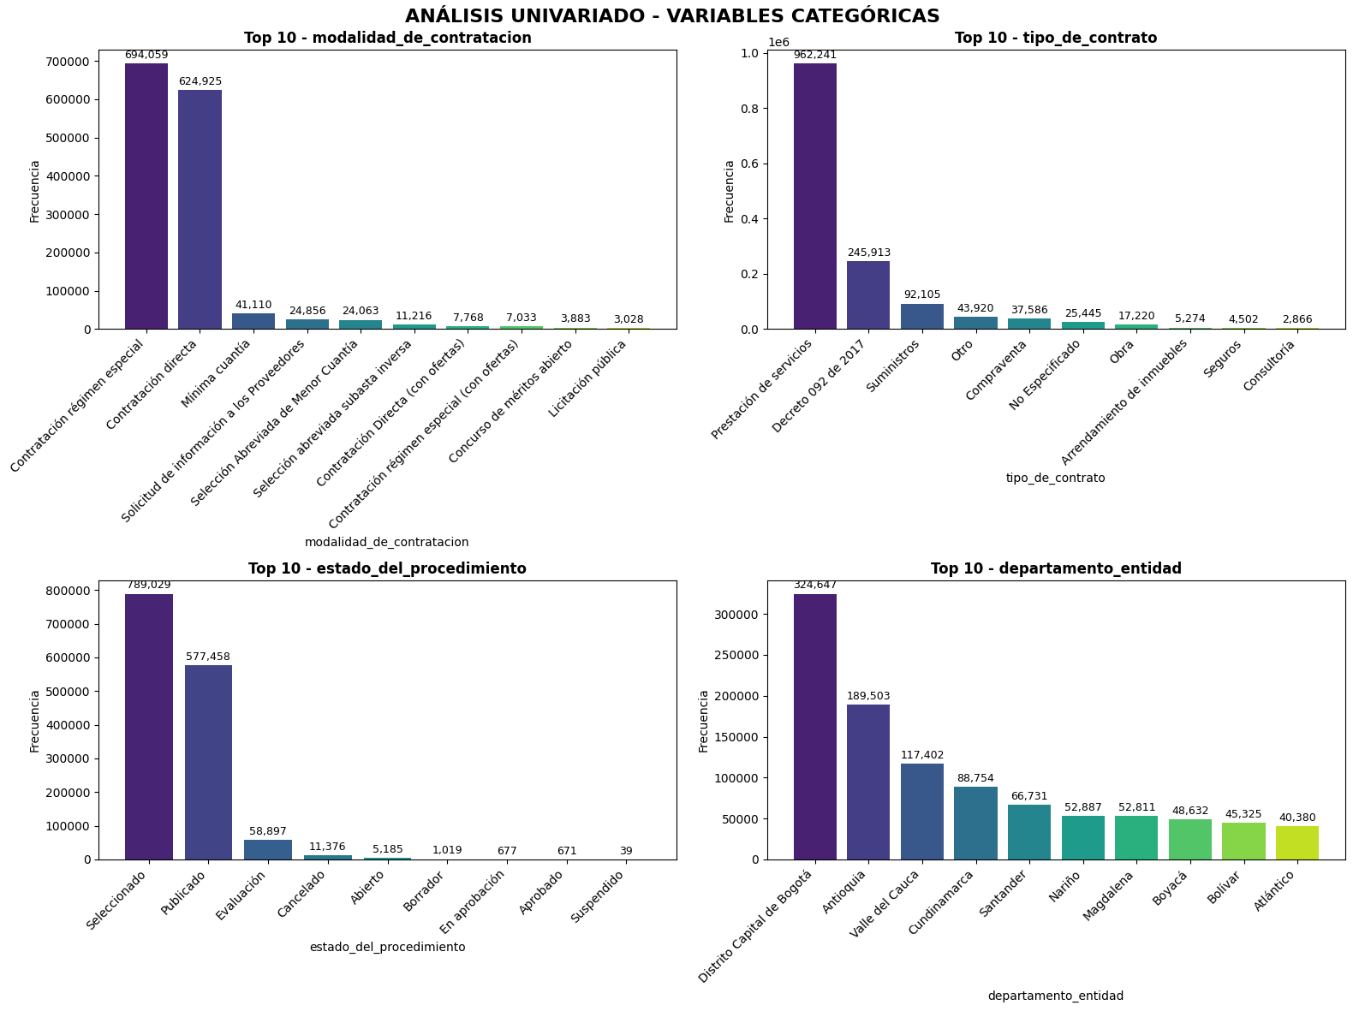 ANÁLISIS UNIVARIADO - VARIABLES CATEGÓRICAS
Top 10 - modalidad_de_contratacion
Frecuencia
700000
600000
500000
400000
300000
200000
100000
0
694,059
624,925
41,110
24,856
24,063
11,216
7,768
7,033
3,883
3,028
Contratación régimen especial
Contratación directa
Mínima cuantía
Solicitud de información a los Proveedores
Selección Abreviada de Menor Cuantía
Selección abreviada subasta inversa
Contratación Directa (con ofertas)
Contratación régimen especial (con ofertas)
Concurso de méritos abierto
Licitación pública
modalidad_de_contratacion
Top 10 - tipo_de_contrato
1e6
Frecuencia
1.0
0.8
0.6
0.4
0.2
0.0
962,241
245,913
92,105
43,920
37,586
25,445
17,220
5,274
4,502
2,866
Prestación de servicios
Decreto 092 de 2017
Suministros
Otro
Compraventa
No Especificado
Obra
Arrendamiento de inmuebles
Seguros
Consultoría
tipo_de_contrato
Top 10 - estado_del_procedimiento
Frecuencia
800000
700000
600000
500000
400000
300000
200000
100000
0
789,029
577,458
58,897
11,376
5,185
1,019
677
671
39
Seleccionado
Publicado
Evaluación
Cancelado
Abierto
Borrador
En aprobación
Aprobado
Suspendido
estado_del_procedimiento
Top 10 - departamento_entidad
Frecuencia
300000
250000
200000
150000
100000
50000
0
324,647
189,503
117,402
88,754
66,731
52,887
52,811
48,632
45,325
40,380
Distrito Capital de Bogotá
Antioquia
Valle del Cauca
Cundinamarca
Santander
Nariño
Magdalena
Boyacá
Bolívar
Atlántico
departamento_entidad